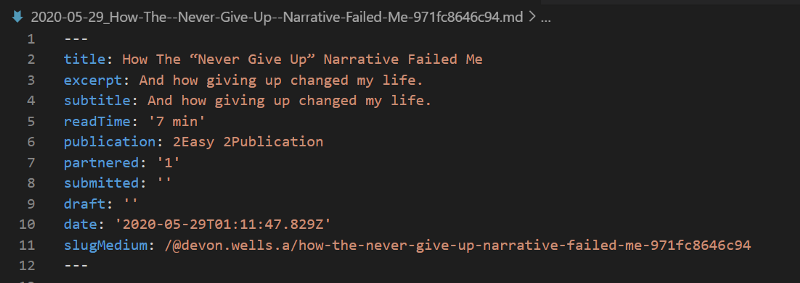 2020-05-29_How-The--Never-Give-Up--Narrative-Failed-Me-971fc8646c94.md > ...
1 ---
2 title: How The “Never Give Up” Narrative Failed Me
3 excerpt: And how giving up changed my life.
4 subtitle: And how giving up changed my life.
5 readTime: '7 min'
6 publication: 2Easy 2Publication
7 partnered: '1'
8 submitted: ''
9 draft: ''
10 date: '2020-05-29T01:11:47.829Z'
11 slugMedium: /@devon.wells.a/how-the-never-give-up-narrative-failed-me-971fc8646c94
12 ---